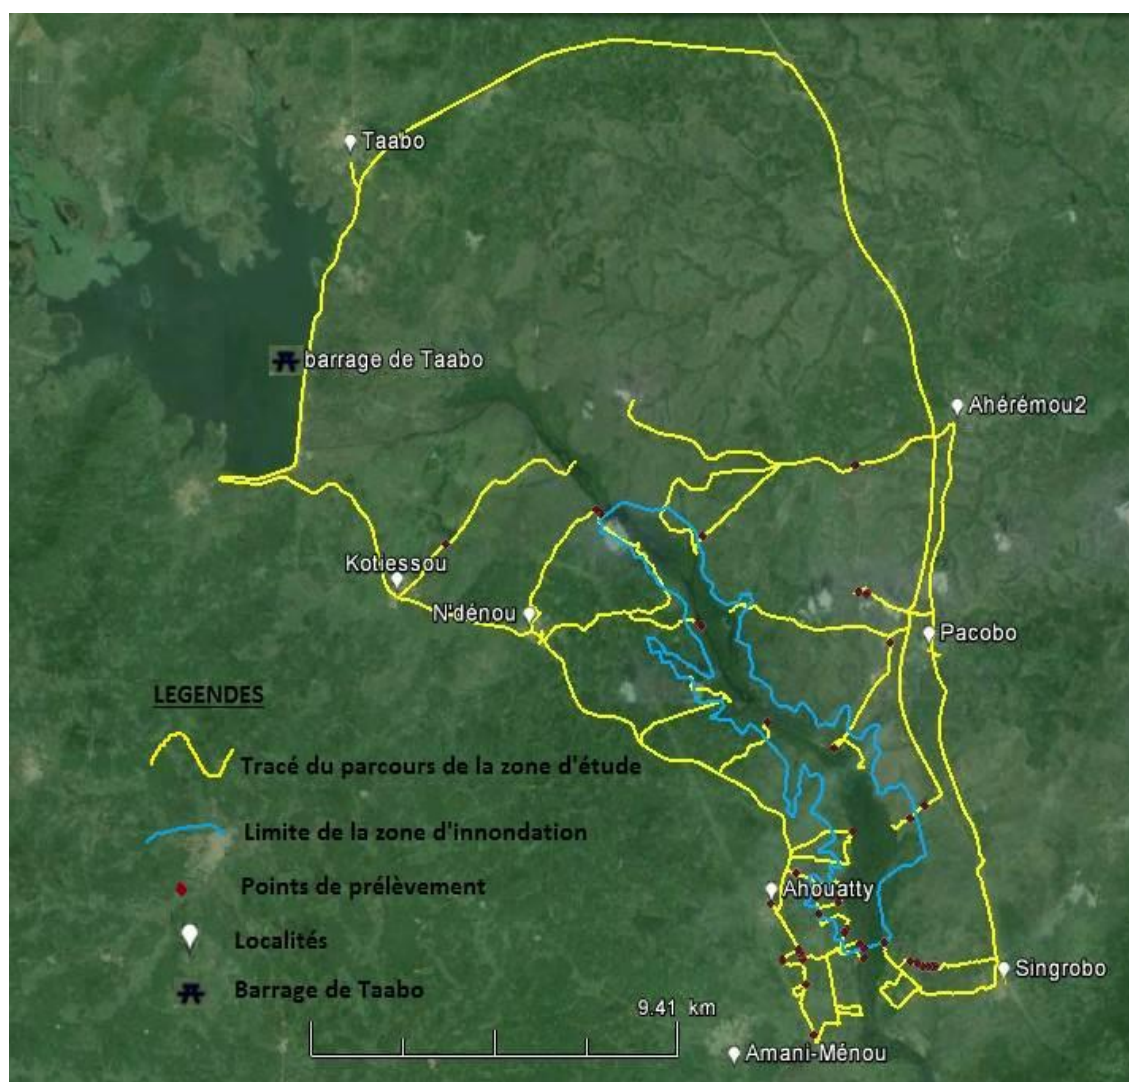 Taabo
barrage de Taabo
Ahérémou2
Kotiessou
N'dénou
Pacobo
LEGENDES
Tracé du parcours de la zone d'étude
Limite de la zone d'innondation
Points de prélèvement
Ahouatty
Localités
Singrobo
Barrage de Taabo
9.41 km
Amani-Ménou